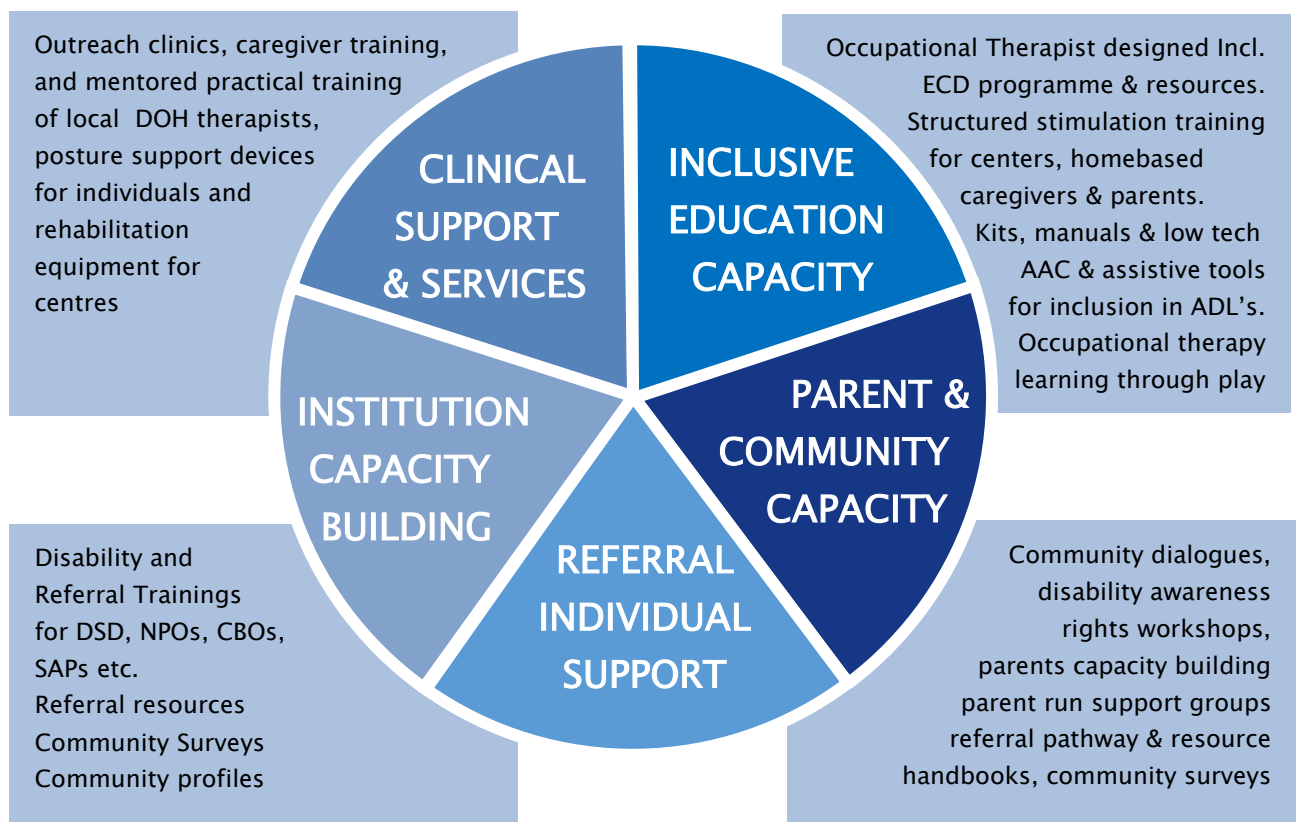 Outreach clinics, caregiver training,
and mentored practical training
of local DOH therapists,
posture support devices
for individuals and
rehabilitation
equipment for
centres
Occupational Therapist designed Incl.
ECD programme & resources.
Structured stimulation training
for centers, homebased
caregivers & parents.
Kits, manuals & low tech
AAC & assistive tools
for inclusion in ADL's.
Occupational therapy
learning through play
CLINICAL
SUPPORT
& SERVICES
INCLUSIVE
EDUCATION
CAPACITY
INSTITUTION
CAPACITY
BUILDING
PARENT &
COMMUNITY
CAPACITY
REFERRAL
INDIVIDUAL
SUPPORT
Disability and
Referral Trainings
for DSD, NPOs, CBOs,
SAPs etc.
Referral resources
Community Surveys
Community profiles
Community dialogues,
disability awareness
rights workshops,
parents capacity building
parent run support groups
referral pathway & resource
handbooks, community surveys